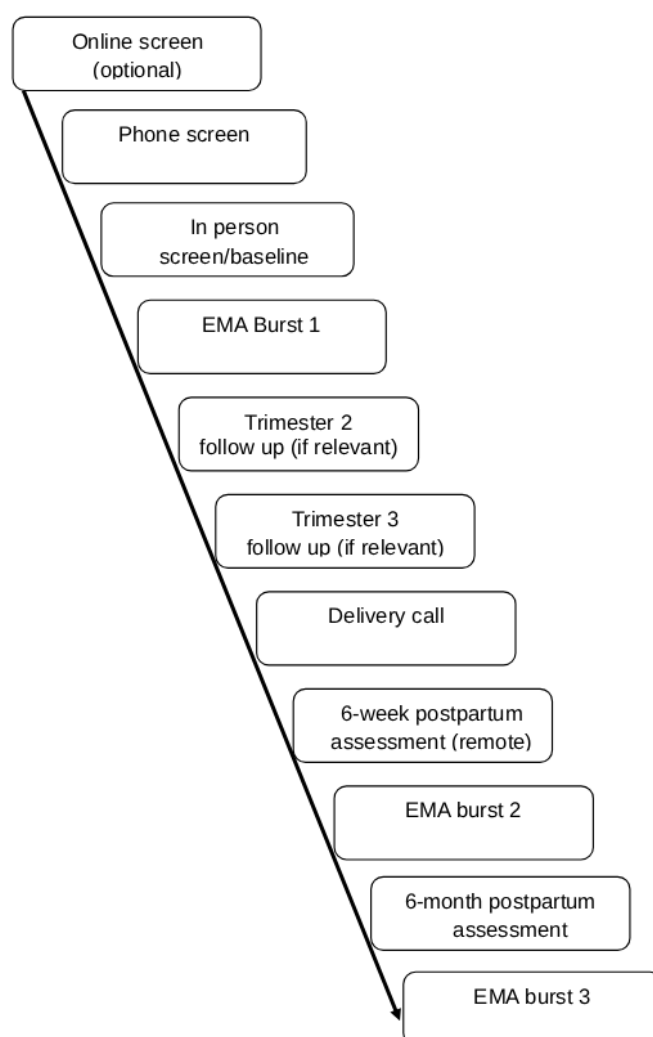 Online screen
(optional)
Phone screen
In person
screen/baseline
EMA Burst 1
Trimester 2
follow up (if relevant)
Trimester 3
follow up (if relevant)
Delivery call
6-week postpartum
assessment (remote)
EMA burst 2
6-month postpartum
assessment
EMA burst 3